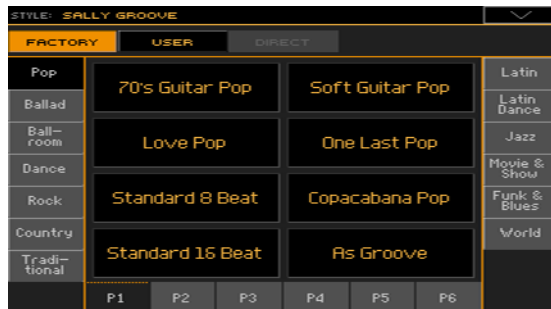 STYLE: SALLY GROOVE
FACTORY USER DIRECT
Pop
Ballad
Ball-
room
Dance
Rock
Country
Tradi-
tional
70's Guitar Pop
Soft Guitar Pop
Love Pop
One Last Pop
Standard 8 Beat
Copacabana Pop
Standard 16 Beat
As Groove
Latin
Latin
Dance
Jazz
Movie &
Show
Funk &
Blues
World
P1 P2 P3 P4 P5 P6